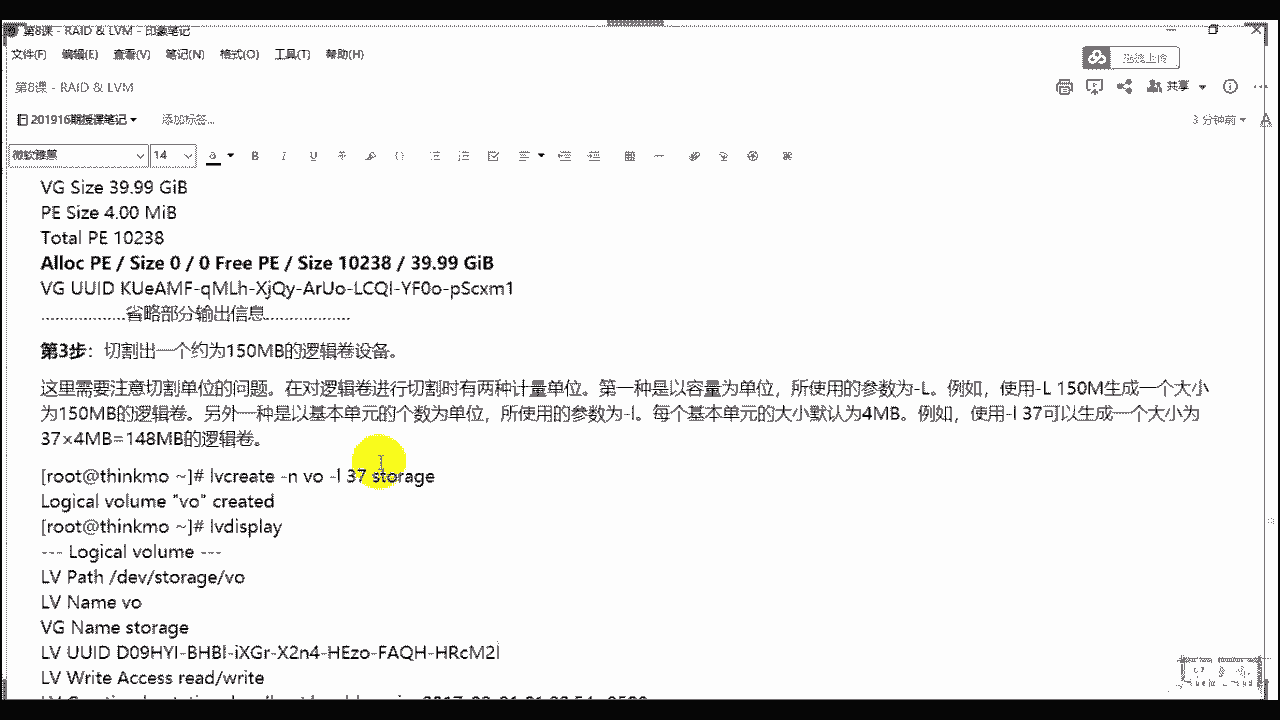 第8课 - RAID & LVM - 印象笔记
文件(F) 编辑(E) 查看(V) 笔记(N) 格式(O) 工具(T) 帮助(H)
拖拽上传
第8课 - RAID & LVM
共享
201916期授课笔记
添加标签...
3 分钟前
微软雅黑 14
VG Size 39.99 GiB
PE Size 4.00 MiB
Total PE 10238
Alloc PE / Size 0 / 0 Free PE / Size 10238 / 39.99 GiB
VG UUID KUeAMF-qMLh-XjQy-ArUo-LCQI-YF0o-pScxm1
.................省略部分输出信息.................
第3步：切割出一个约为150MB的逻辑卷设备。
这里需要注意切割单位的问题。在对逻辑卷进行切割时有两种计量单位。第一种是以容量为单位，所使用的参数为-L。例如，使用-L 150M生成一个大小
为150MB的逻辑卷。另外一种是以基本单元的个数为单位，所使用的参数为-l。每个基本单元的大小默认为4MB。例如，使用-l 37可以生成一个大小为
37×4MB=148MB的逻辑卷。
[root@thinkmo ~]# lvcreate -n vo -l 37 storage
Logical volume "vo" created
[root@thinkmo ~]# lvdisplay
--- Logical volume ---
LV Path /dev/storage/vo
LV Name vo
VG Name storage
LV UUID D09HYI-BHBl-iXGr-X2n4-HEzo-FAQH-HRcM2I
LV Write Access read/write